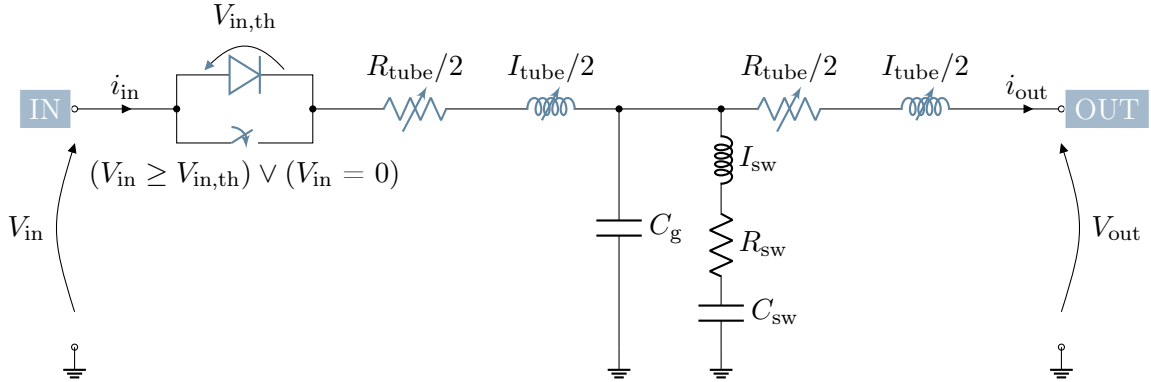 V_in,th
R_tube/2 I_tube/2 R_tube/2 I_tube/2
IN i_in i_out OUT
I_sw
(V_in ≥ V_in,th) ∨ (V_in = 0)
V_in C_g R_sw V_out
C_sw